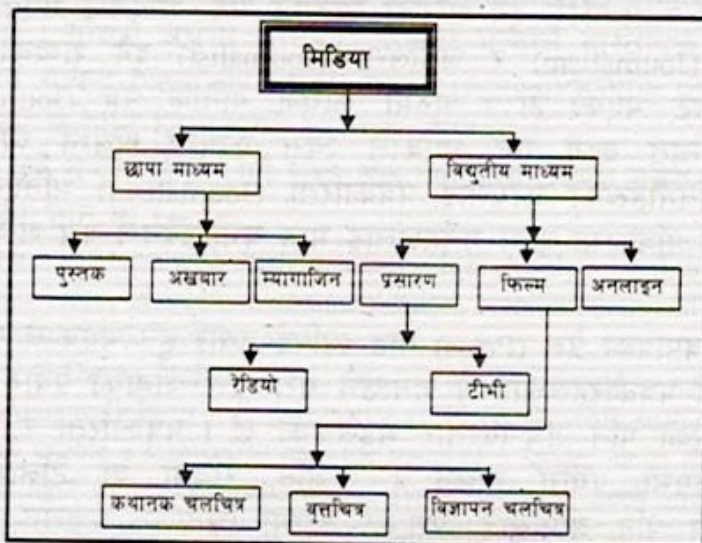 मिडिया
छापा माध्यम
विद्युतीय माध्यम
पुस्तक
अखबार
म्यागाजिन
प्रसारण
फिल्म
अनलाइन
रेडियो
टीभी
कथानक चलचित्र
वृत्तचित्र
विज्ञापन चलचित्र